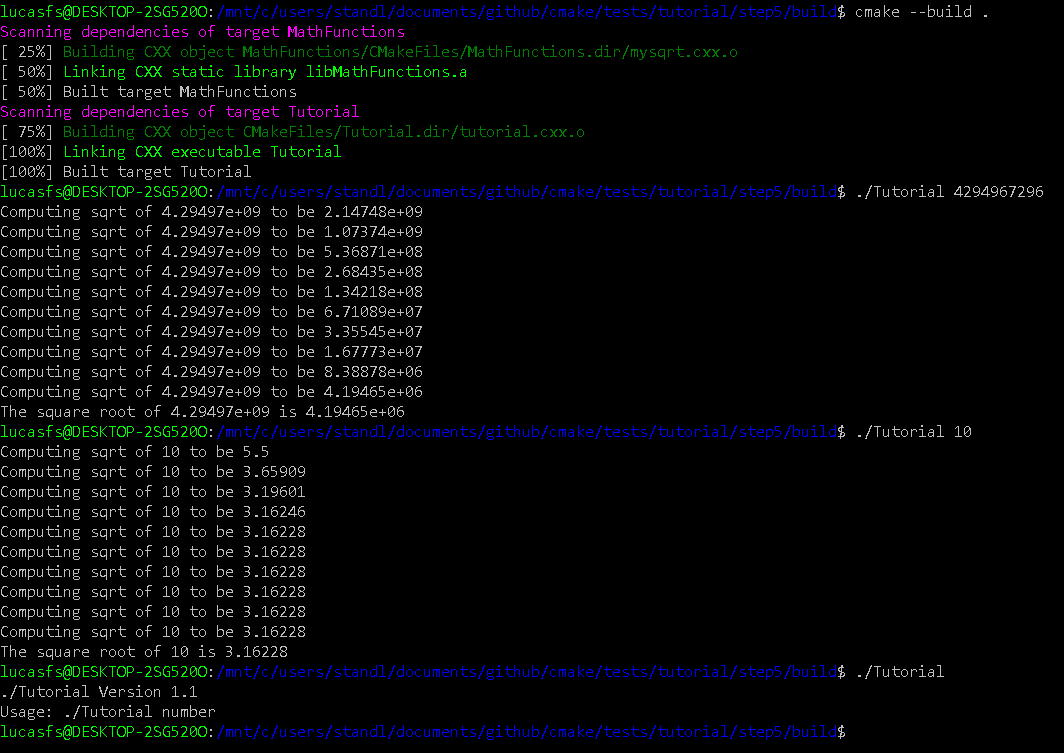 lucasfs@DESKTOP-2SG520O:/mnt/c/users/standl/documents/github/cmake/tests/tutorial/step5/build$ cmake --build .
Scanning dependencies of target MathFunctions
[ 25%] Building CXX object MathFunctions/CMakeFiles/MathFunctions.dir/mysqrt.cxx.o
[ 50%] Linking CXX static library libMathFunctions.a
[ 50%] Built target MathFunctions
Scanning dependencies of target Tutorial
[ 75%] Building CXX object CMakeFiles/Tutorial.dir/tutorial.cxx.o
[100%] Linking CXX executable Tutorial
[100%] Built target Tutorial
lucasfs@DESKTOP-2SG520O:/mnt/c/users/standl/documents/github/cmake/tests/tutorial/step5/build$ ./Tutorial 4294967296
Computing sqrt of 4.29497e+09 to be 2.14748e+09
Computing sqrt of 4.29497e+09 to be 1.07374e+09
Computing sqrt of 4.29497e+09 to be 5.36871e+08
Computing sqrt of 4.29497e+09 to be 2.68435e+08
Computing sqrt of 4.29497e+09 to be 1.34218e+08
Computing sqrt of 4.29497e+09 to be 6.71089e+07
Computing sqrt of 4.29497e+09 to be 3.35545e+07
Computing sqrt of 4.29497e+09 to be 1.67773e+07
Computing sqrt of 4.29497e+09 to be 8.38878e+06
Computing sqrt of 4.29497e+09 to be 4.19465e+06
The square root of 4.29497e+09 is 4.19465e+06
lucasfs@DESKTOP-2SG520O:/mnt/c/users/standl/documents/github/cmake/tests/tutorial/step5/build$ ./Tutorial 10
Computing sqrt of 10 to be 5.5
Computing sqrt of 10 to be 3.65909
Computing sqrt of 10 to be 3.19601
Computing sqrt of 10 to be 3.16246
Computing sqrt of 10 to be 3.16228
Computing sqrt of 10 to be 3.16228
Computing sqrt of 10 to be 3.16228
Computing sqrt of 10 to be 3.16228
Computing sqrt of 10 to be 3.16228
Computing sqrt of 10 to be 3.16228
The square root of 10 is 3.16228
lucasfs@DESKTOP-2SG520O:/mnt/c/users/standl/documents/github/cmake/tests/tutorial/step5/build$ ./Tutorial
./Tutorial Version 1.1
Usage: ./Tutorial number
lucasfs@DESKTOP-2SG520O:/mnt/c/users/standl/documents/github/cmake/tests/tutorial/step5/build$